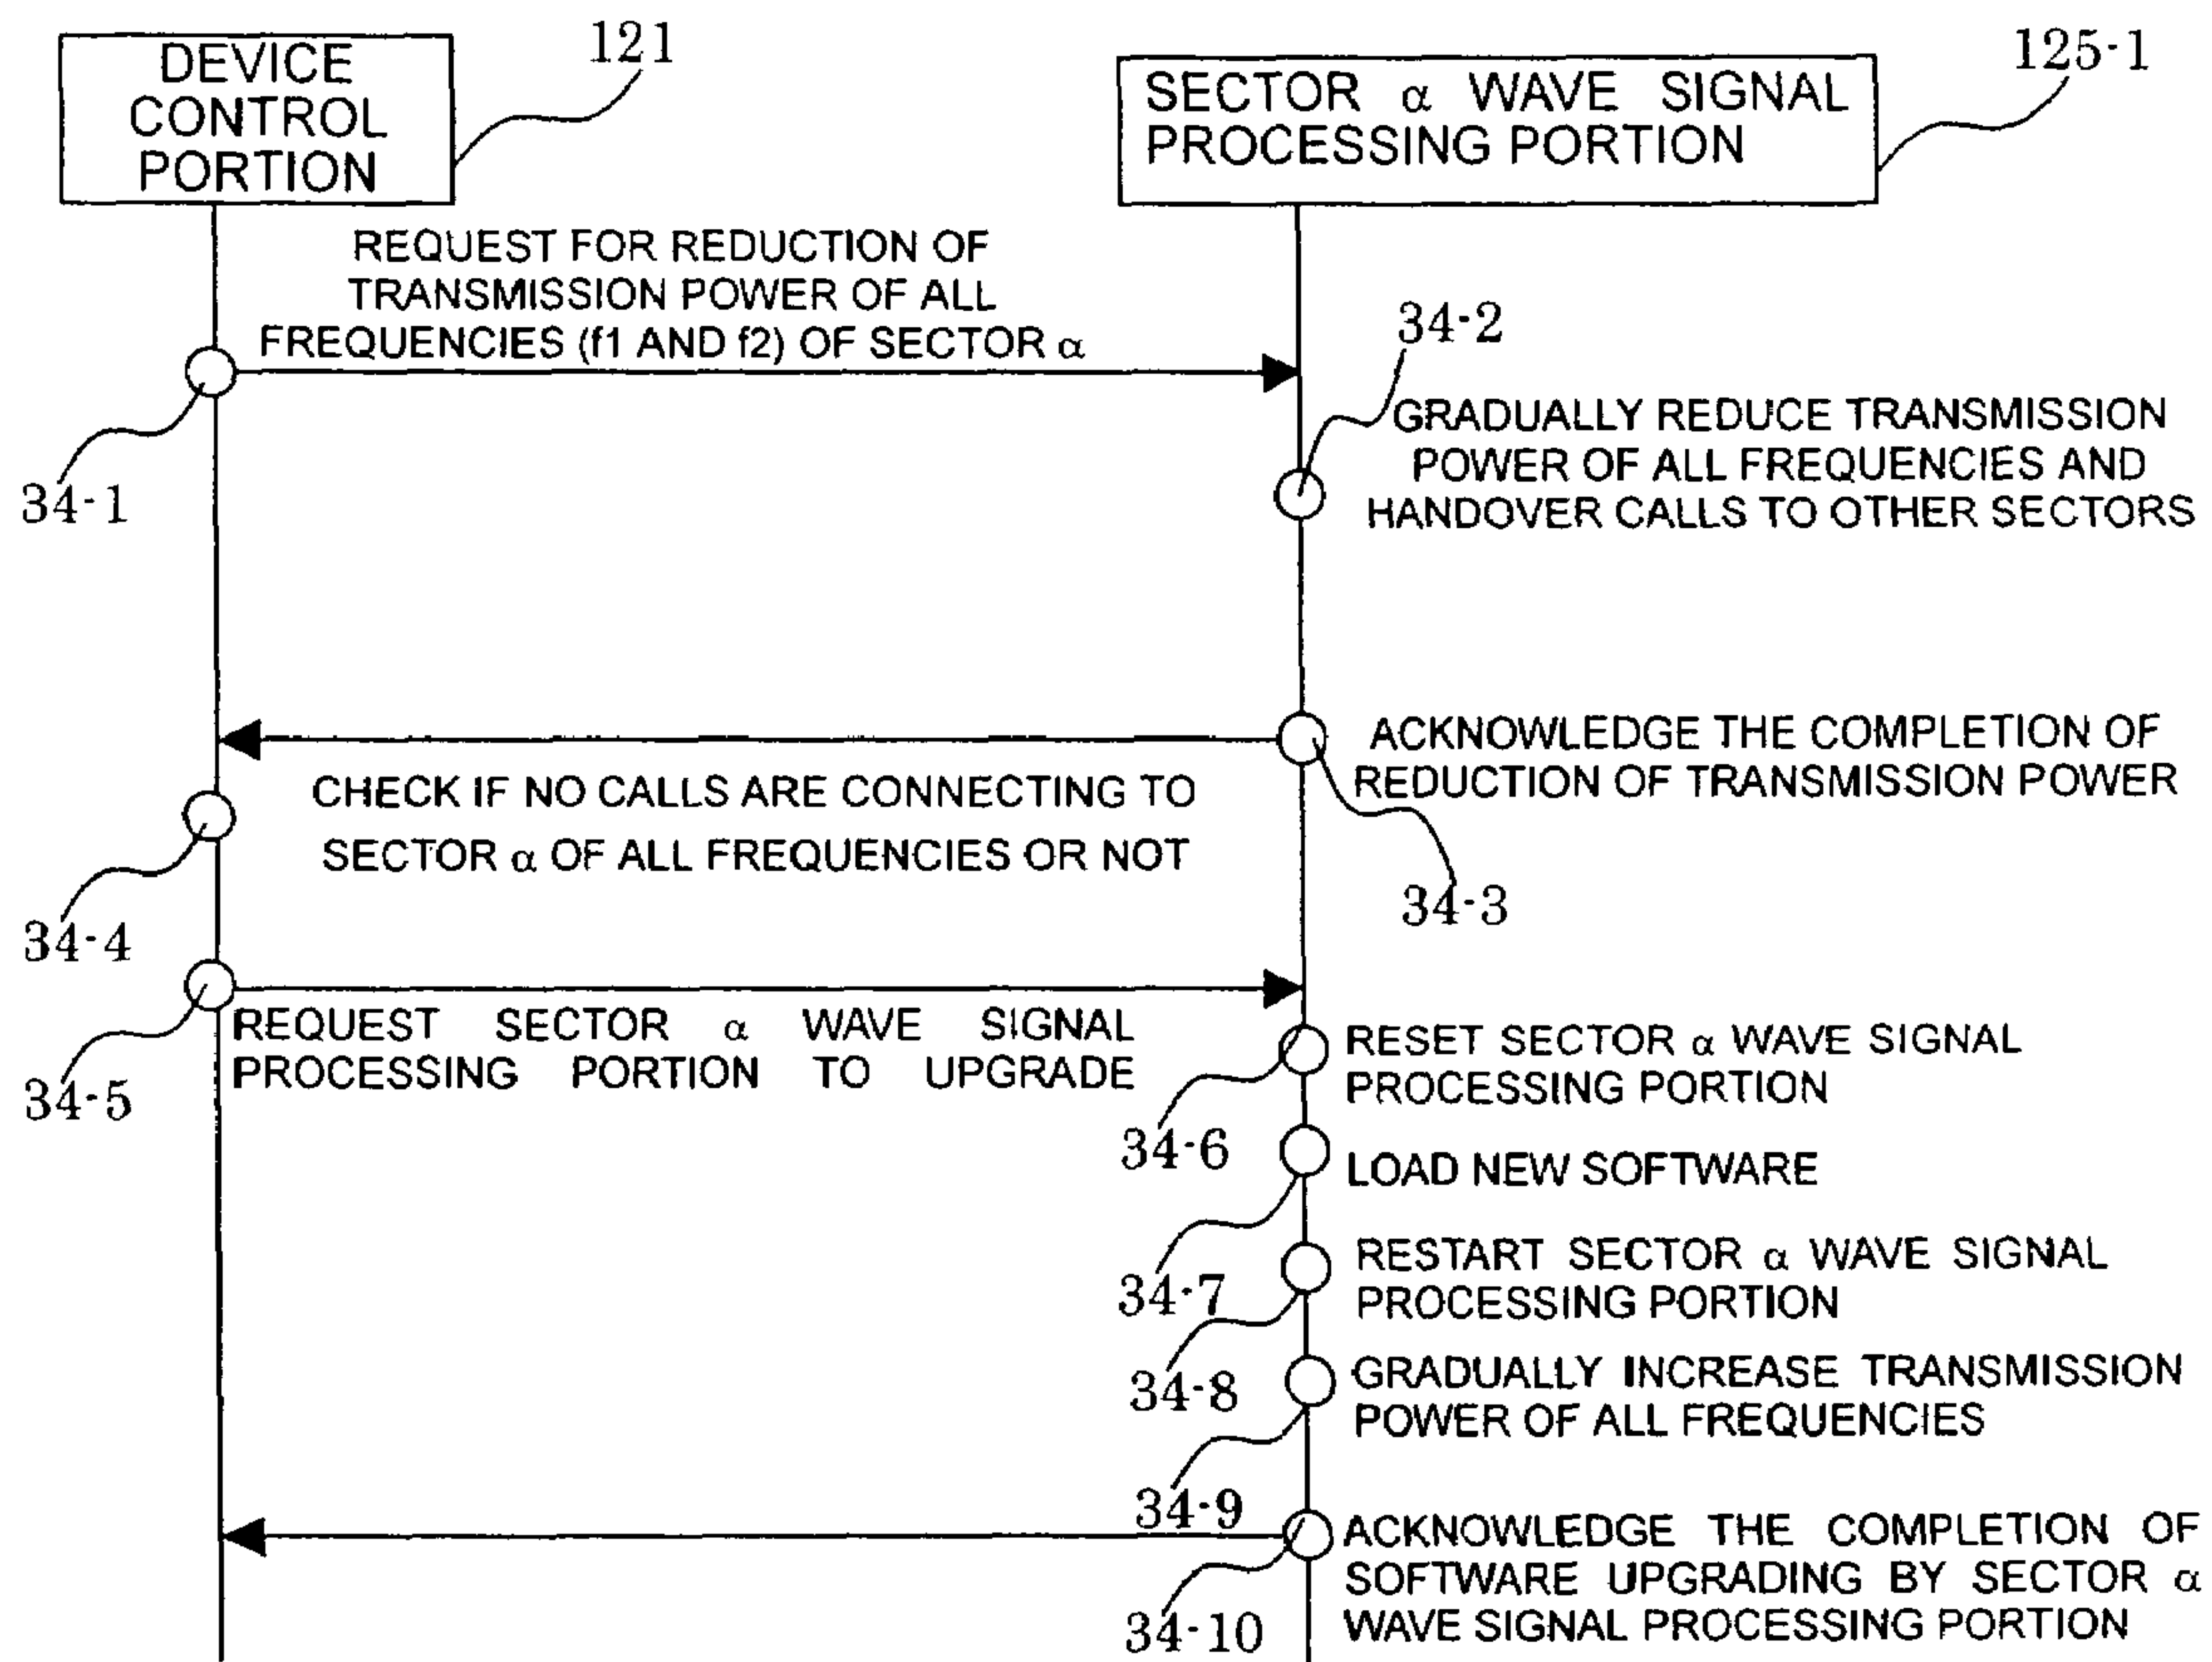 DEVICE
CONTROL
PORTION
121
SECTOR α WAVE SIGNAL
PROCESSING PORTION
125-1
REQUEST FOR REDUCTION OF
TRANSMISSION POWER OF ALL
FREQUENCIES (f1 AND f2) OF SECTOR α
34-1
34-2
GRADUALLY REDUCE TRANSMISSION
POWER OF ALL FREQUENCIES AND
HANDOVER CALLS TO OTHER SECTORS
ACKNOWLEDGE THE COMPLETION OF
REDUCTION OF TRANSMISSION POWER
34-3
CHECK IF NO CALLS ARE CONNECTING TO
SECTOR α OF ALL FREQUENCIES OR NOT
34-4
REQUEST SECTOR α WAVE SIGNAL
PROCESSING PORTION TO UPGRADE
34-5
RESET SECTOR α WAVE SIGNAL
PROCESSING PORTION
34-6
LOAD NEW SOFTWARE
34-7
RESTART SECTOR α WAVE SIGNAL
PROCESSING PORTION
34-8
GRADUALLY INCREASE TRANSMISSION
POWER OF ALL FREQUENCIES
34-9
ACKNOWLEDGE THE COMPLETION OF
SOFTWARE UPGRADING BY SECTOR α
WAVE SIGNAL PROCESSING PORTION
34-10